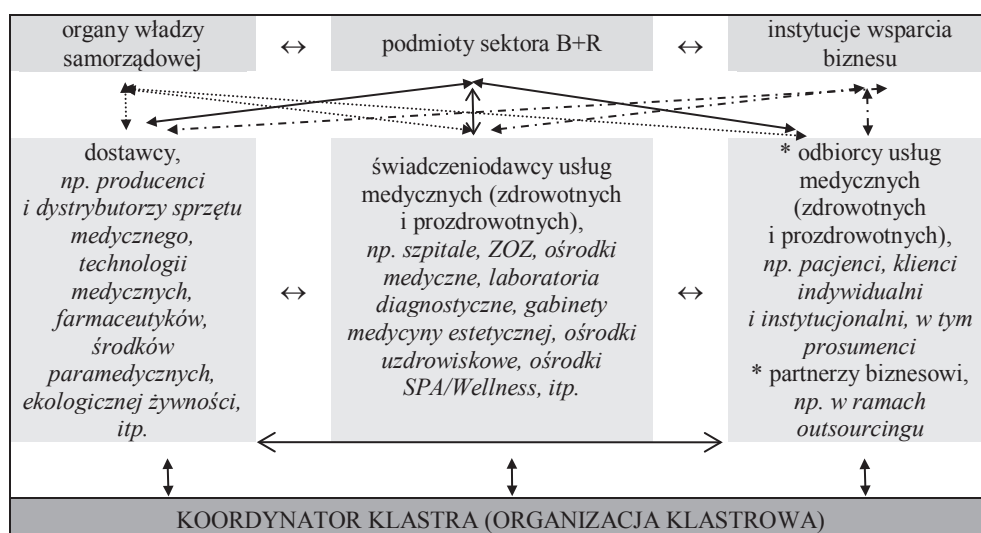 organy władzy
samorządowej
↔
podmioty sektora B+R
↔
instytucje wsparcia
biznesu
dostawcy,
np. producenci
i dystrybutorzy sprzętu
medycznego,
technologii
medycznych,
farmaceutyków,
środków
paramedycznych,
ekologicznej żywności,
itp.
↔
świadczeniodawcy usług
medycznych (zdrowotnych
i prozdrowotnych),
np. szpitale, ZOZ, ośrodki
medyczne, laboratoria
diagnostyczne, gabinety
medycyny estetycznej, ośrodki
uzdrowiskowe, ośrodki
SPA/Wellness, itp.
↔
* odbiorcy usług
medycznych
(zdrowotnych
i prozdrowotnych),
np. pacjenci, klienci
indywidualni
i instytucjonalni, w tym
prosumenci
* partnerzy biznesowi,
np. w ramach
outsourcingu
KOORDYNATOR KLASTRA (ORGANIZACJA KLASTROWA)